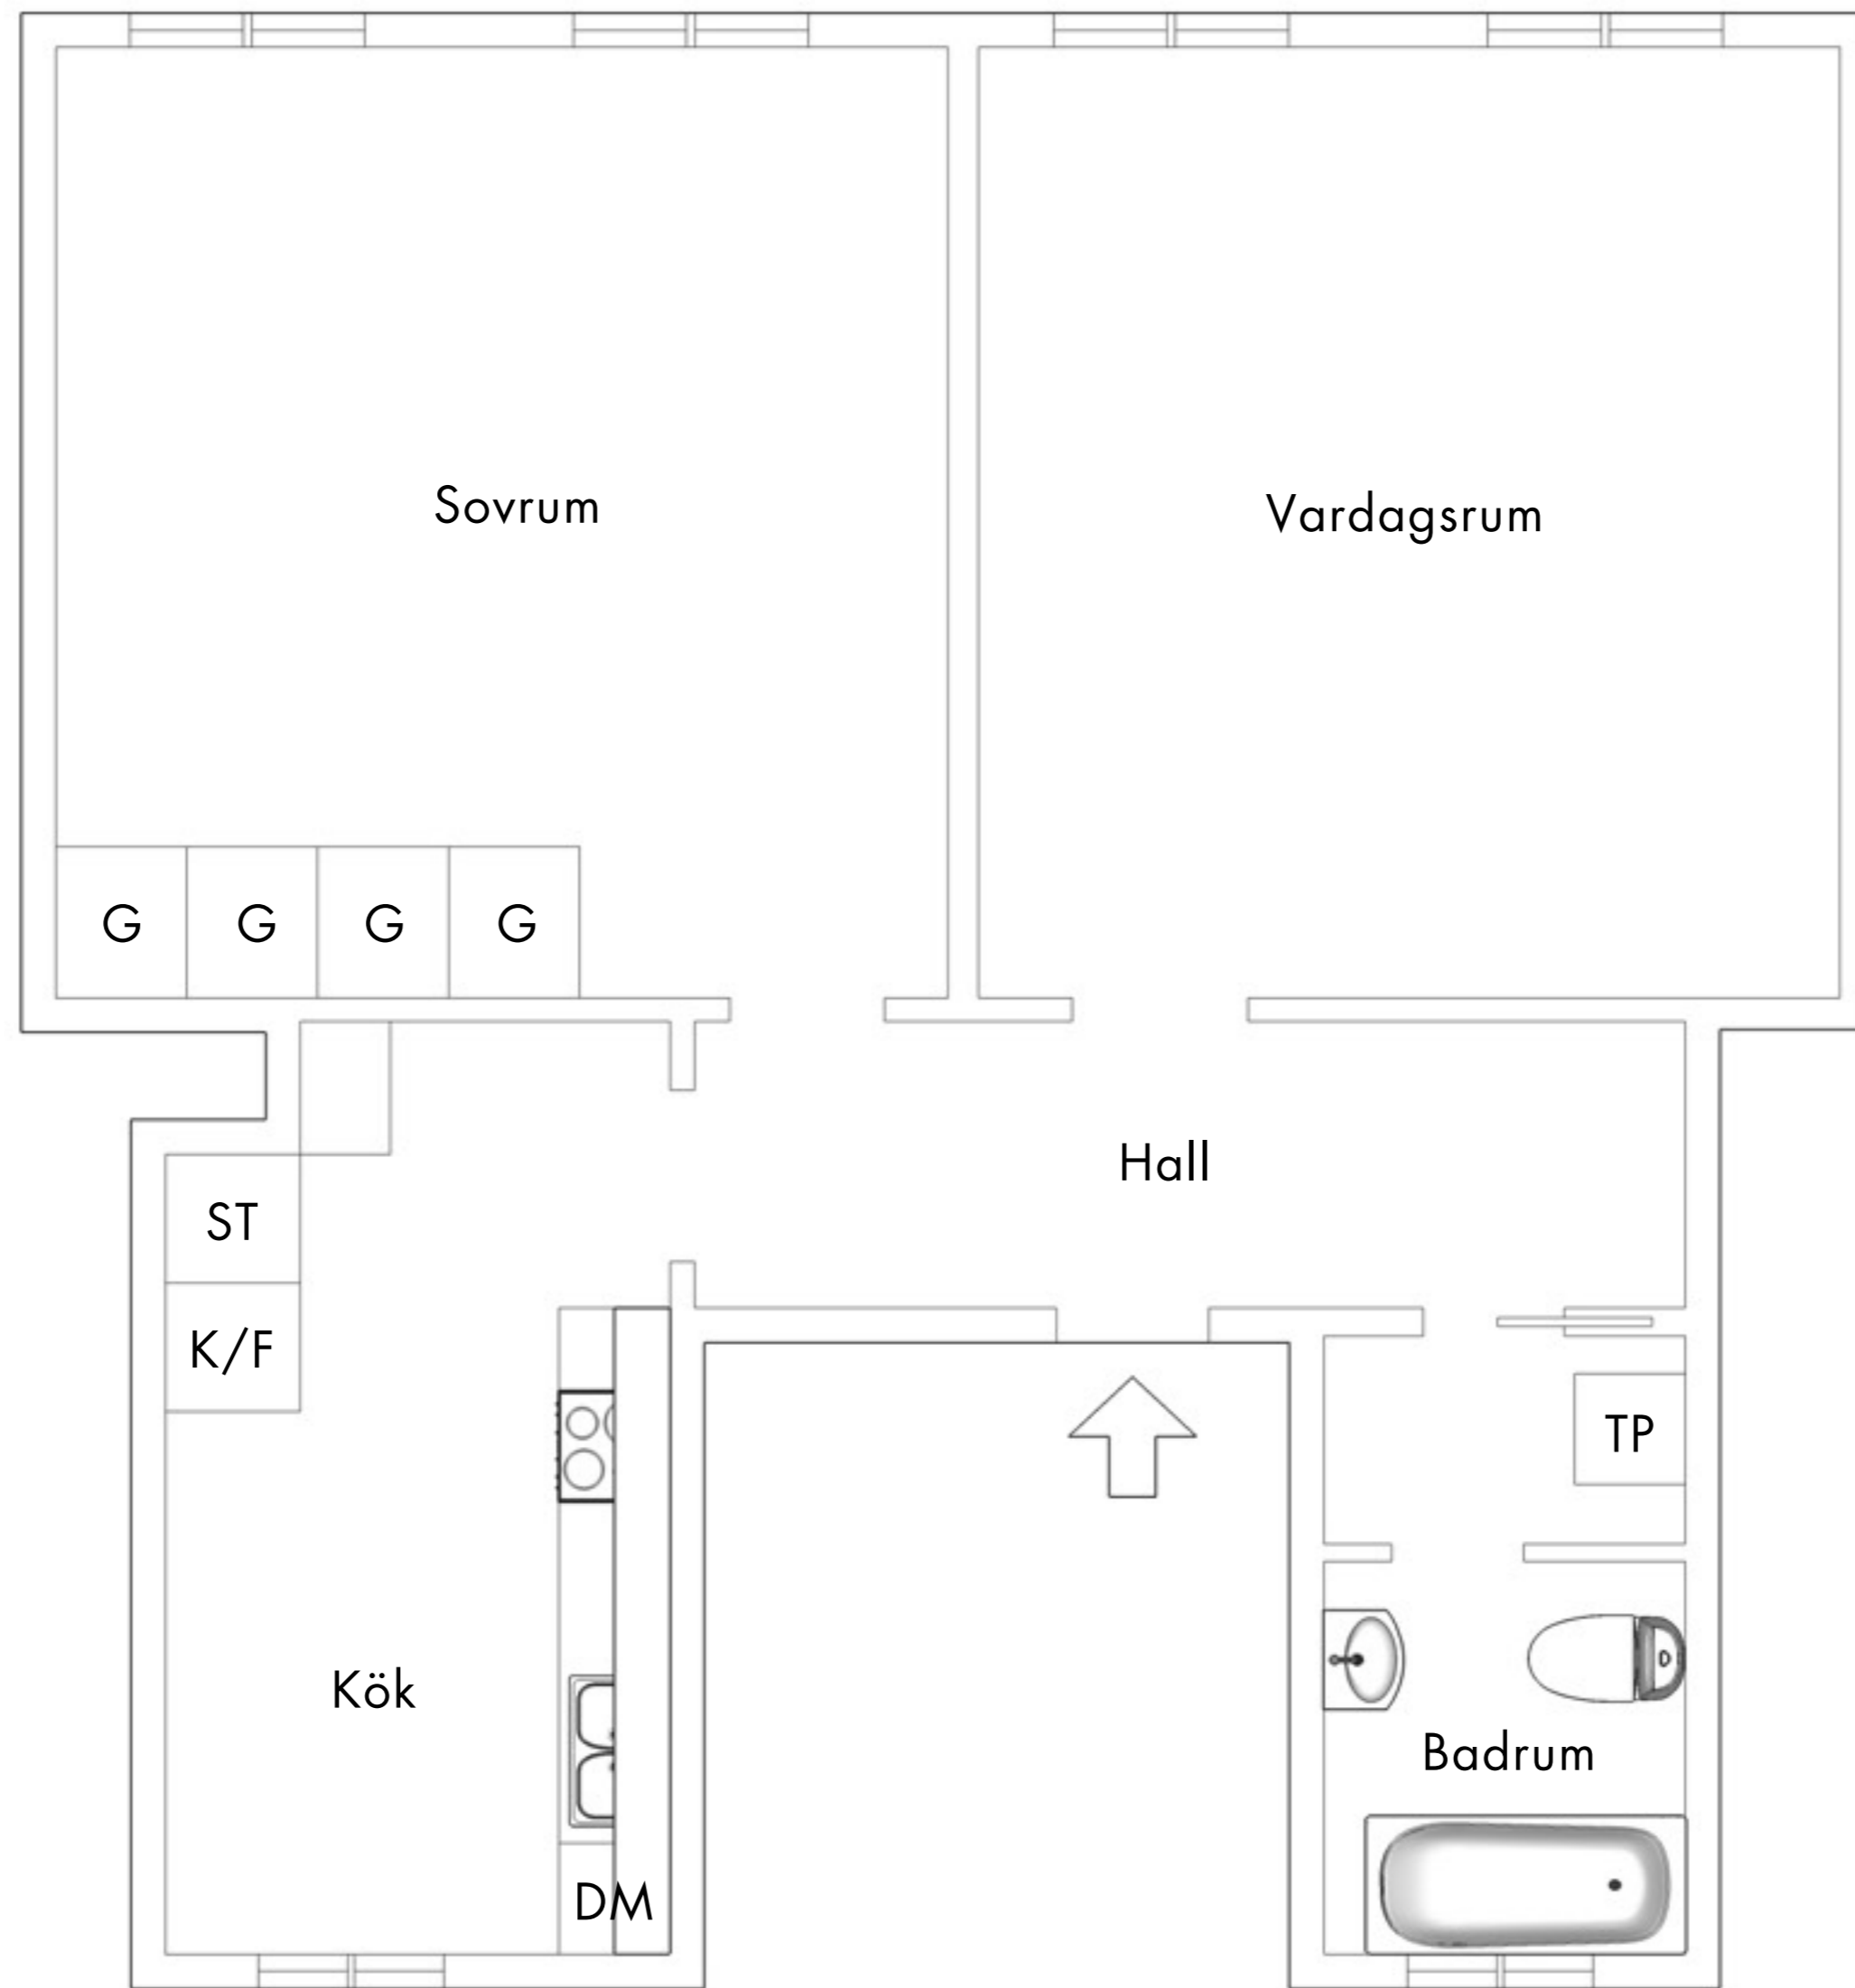 Sovrum
Vardagsrum
G G G G
Hall
ST
K/F
TP
Kök
Badrum
DM